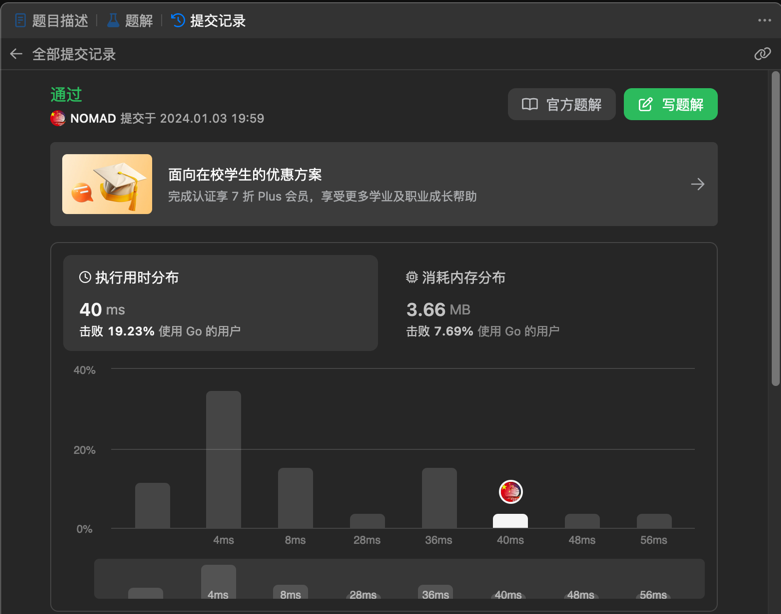 题目描述 题解 提交记录
全部提交记录
通过
NOMAD 提交于 2024.01.03 19:59
官方题解
写题解
面向在校学生的优惠方案
完成认证享 7 折 Plus 会员，享受更多学业及职业成长帮助
执行用时分布
40 ms
击败 19.23% 使用 Go 的用户
消耗内存分布
3.66 MB
击败 7.69% 使用 Go 的用户
40%
20%
0%
4ms 8ms 28ms 36ms 40ms 48ms 56ms
4ms 8ms 28ms 36ms 40ms 48ms 56ms